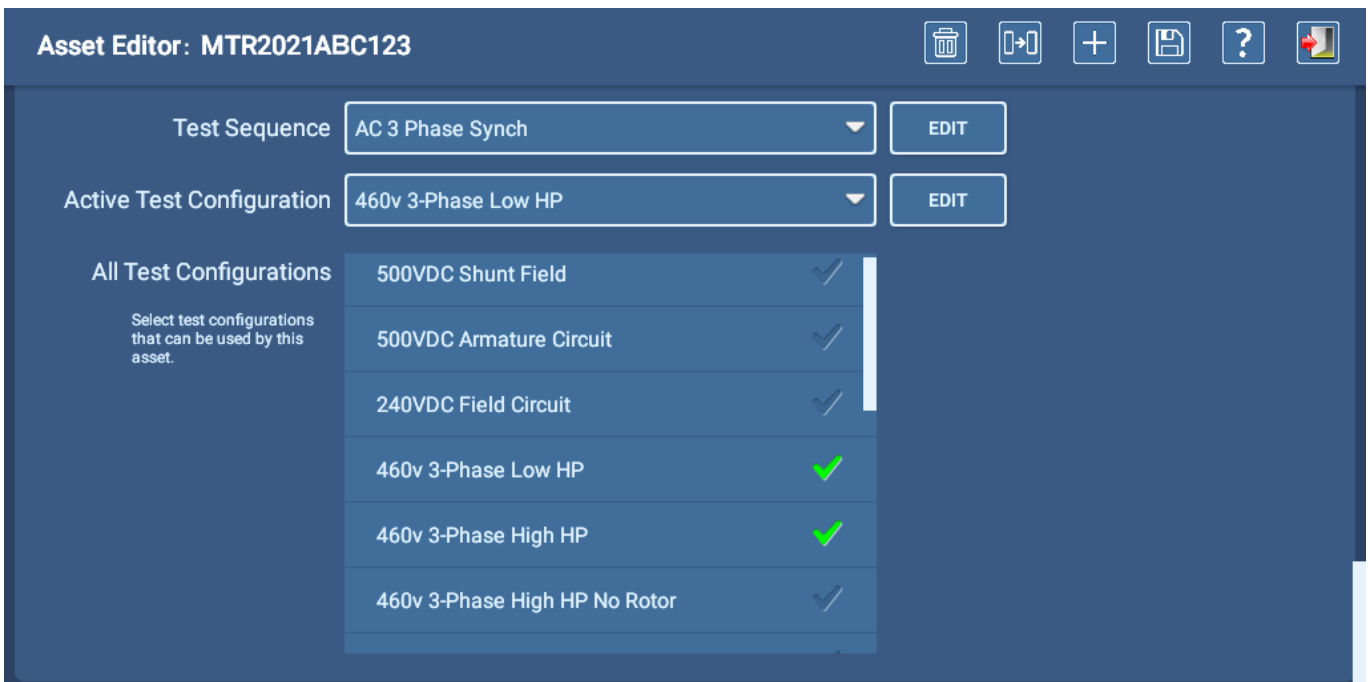 Asset Editor: MTR2021ABC123
?
Test Sequence
AC 3 Phase Synch
EDIT
Active Test Configuration
460v 3-Phase Low HP
EDIT
All Test Configurations
Select test configurations
that can be used by this
asset.
500VDC Shunt Field
500VDC Armature Circuit
240VDC Field Circuit
460v 3-Phase Low HP
460v 3-Phase High HP
460v 3-Phase High HP No Rotor